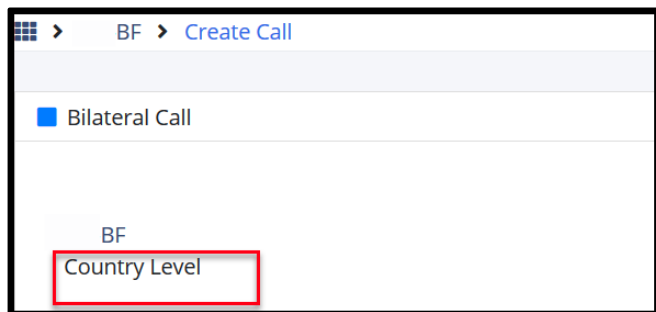 BF > Create Call
Bilateral Call
BF
Country Level